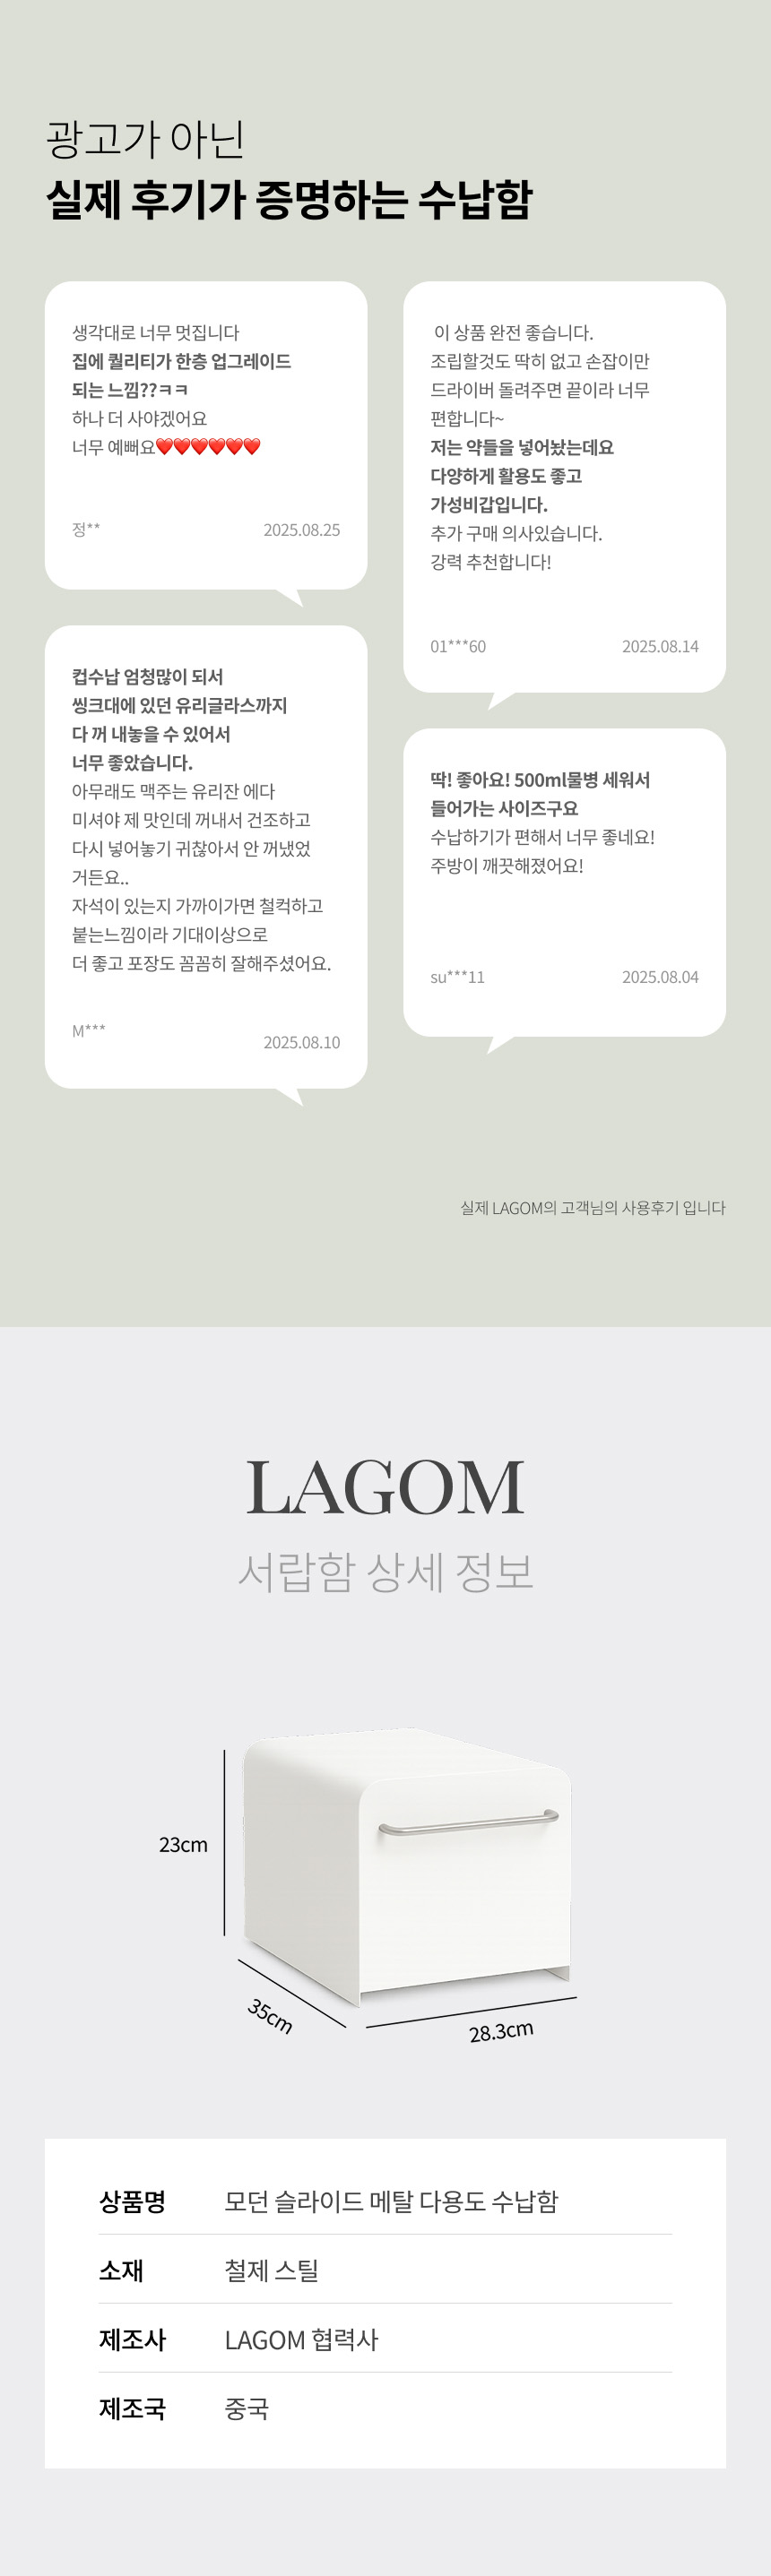 광고가 아닌
실제 후기가 증명하는 수납함
생각대로 너무 멋집니다
집에 퀄리티가 한층 업그레이드
되는 느낌??ㅋㅋ
하나 더 사야겠어요
너무 예뻐요❤️❤️❤️❤️❤️❤️
정**
2025.08.25
이 상품 완전 좋습니다.
조립할것도 딱히 없고 손잡이만
드라이버 돌려주면 끝이라 너무
편합니다~
저는 약들을 넣어놨는데요
다양하게 활용도 좋고
가성비갑입니다.
추가 구매 의사있습니다.
강력 추천합니다!
01***60
2025.08.14
컵수납 엄청많이 되서
씽크대에 있던 유리글라스까지
다 꺼 내놓을 수 있어서
너무 좋았습니다.
아무래도 맥주는 유리잔 에다
미셔야 제 맛인데 꺼내서 건조하고
다시 넣어놓기 귀찮아서 안 꺼냈었
거든요..
자석이 있는지 가까이가면 철컥하고
붙는느낌이라 기대이상으로
더 좋고 포장도 꼼꼼히 잘해주셨어요.
M***
2025.08.10
딱! 좋아요! 500ml물병 세워서
들어가는 사이즈구요
수납하기가 편해서 너무 좋네요!
주방이 깨끗해졌어요!
su***11
2025.08.04
실제 LAGOM의 고객님의 사용후기 입니다
LAGOM
서랍함 상세 정보
23cm
35cm
28.3cm
상품명 모던 슬라이드 메탈 다용도 수납함
소재 철제 스틸
제조사 LAGOM 협력사
제조국 중국